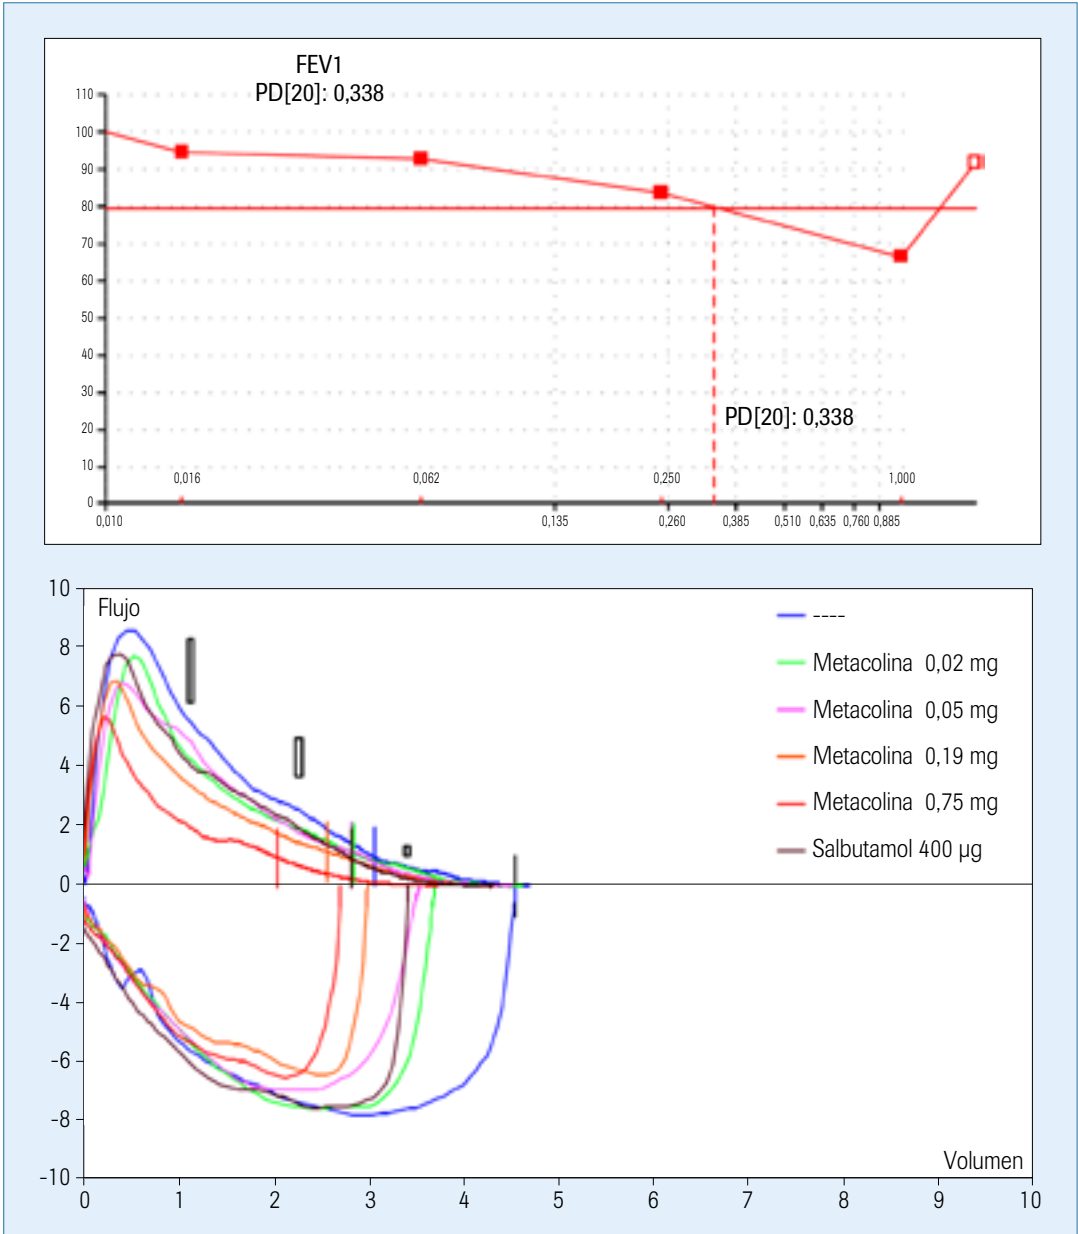 FEV1
PD[20]: 0,338
110
100
90
80
70
60
50
40
30
20
10
0
PD[20]: 0,338
0,016 0,062 0,250 1,000
0,010 0,135 0,260 0,385 0,510 0,635 0,760 0,885
10
8
6
4
2
0
-2
-4
-6
-8
-10
Flujo
----
Metacolina 0,02 mg
Metacolina 0,05 mg
Metacolina 0,19 mg
Metacolina 0,75 mg
Salbutamol 400 µg
Volumen
0 1 2 3 4 5 6 7 8 9 10